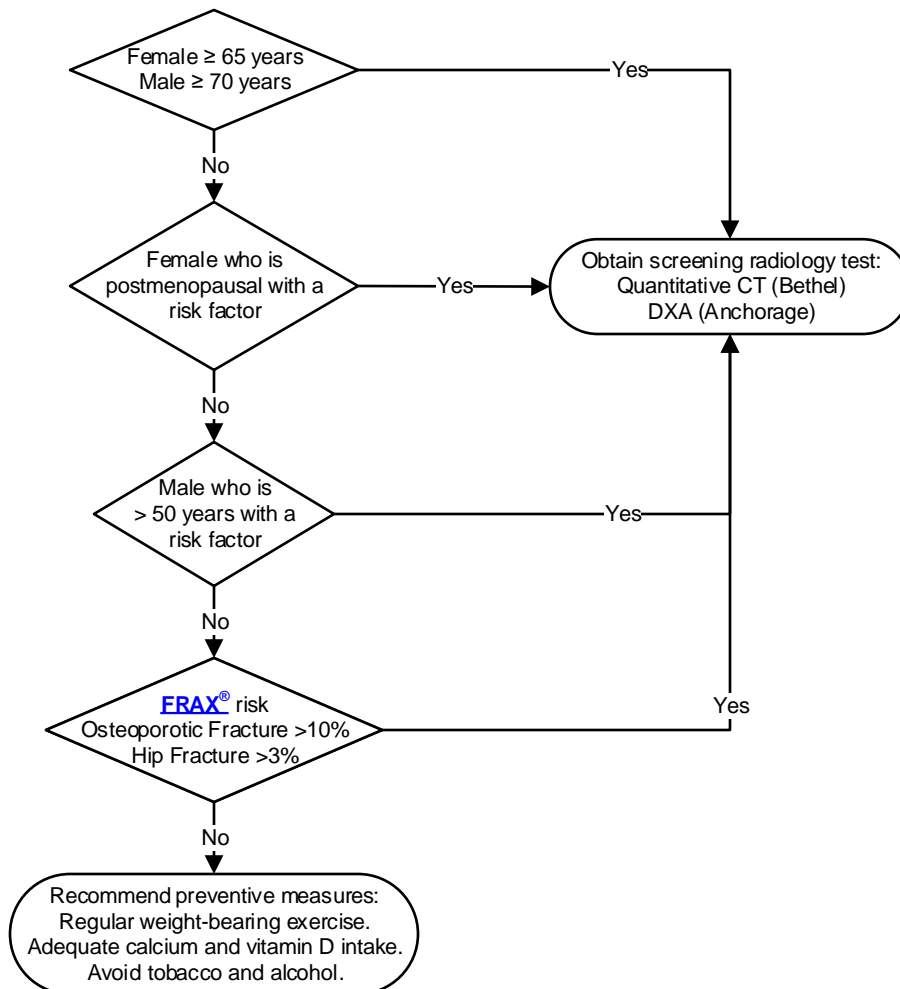 Female ≥ 65 years
Male ≥ 70 years
Yes
No
Female who is
postmenopausal with a
risk factor
Yes
Obtain screening radiology test:
Quantitative CT (Bethel)
DXA (Anchorage)
No
Male who is
> 50 years with a
risk factor
Yes
No
FRAX® risk
Osteoporotic Fracture >10%
Hip Fracture >3%
Yes
No
Recommend preventive measures:
Regular weight-bearing exercise.
Adequate calcium and vitamin D intake.
Avoid tobacco and alcohol.